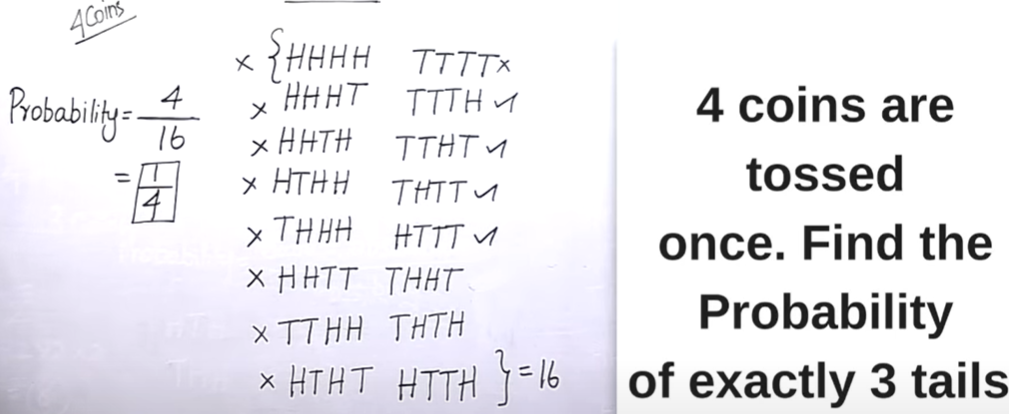 4 Coins
Probability = 4/16
= 1/4
× { HHHH TTTT ×
× HHHT TTTH ✓
× HHTH TTHT ✓
× HTHH THTT ✓
× THHH HTTT ✓
× HHTT THHT
× TTHH THTH
× HTHT HTTH } = 16
4 coins are
tossed
once. Find the
Probability
of exactly 3 tails